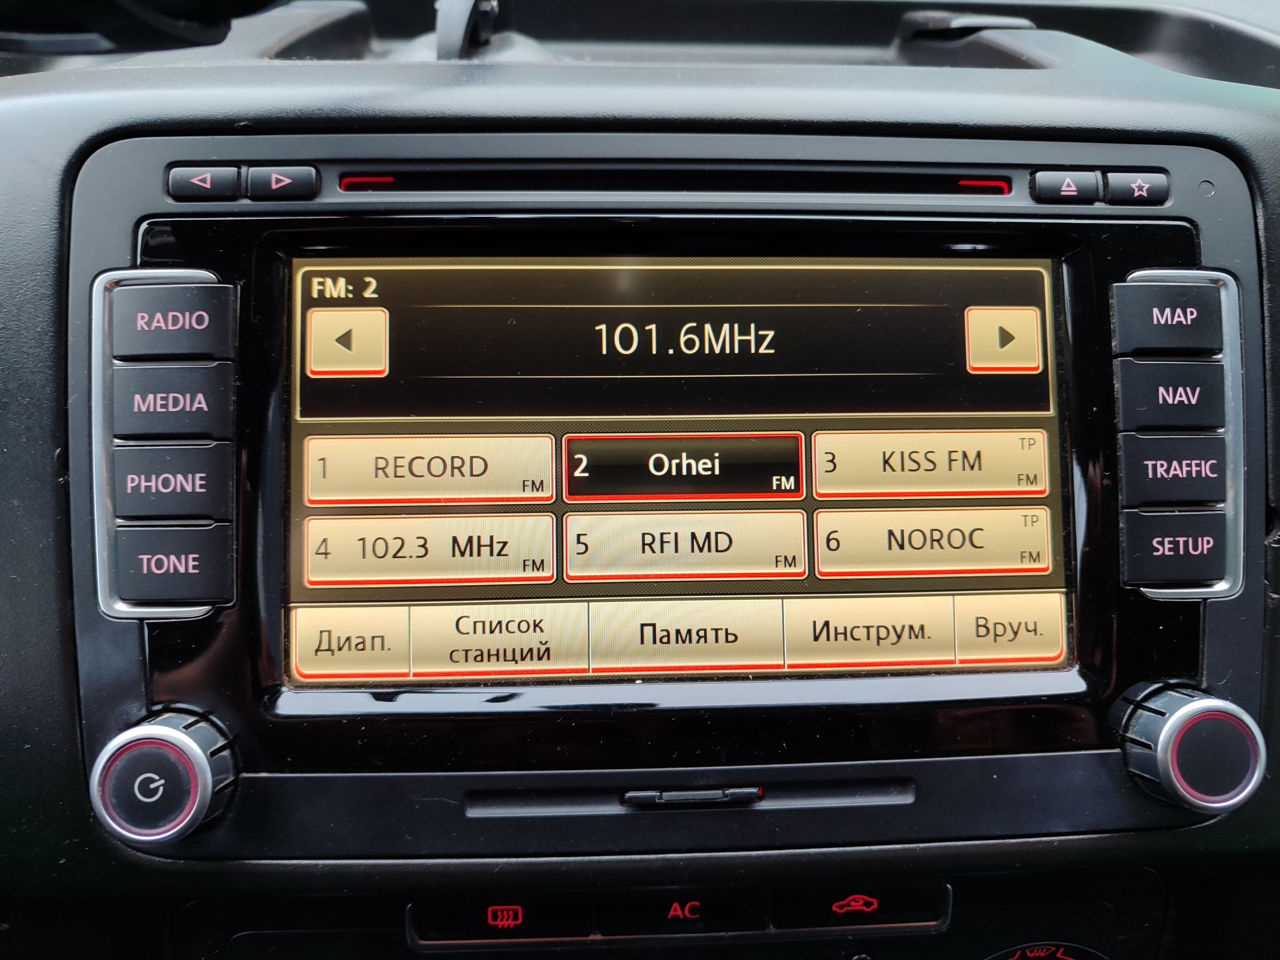 FM: 2
101.6MHz
RADIO
MEDIA
PHONE
TONE
MAP
NAV
TRAFFIC
SETUP
1 RECORD FM
2 Orhei FM
3 KISS FM TP FM
4 102.3 MHz FM
5 RFI MD FM
6 NOROC TP FM
Диап.
Список
станций
Память
Инструм.
Вруч.
AC